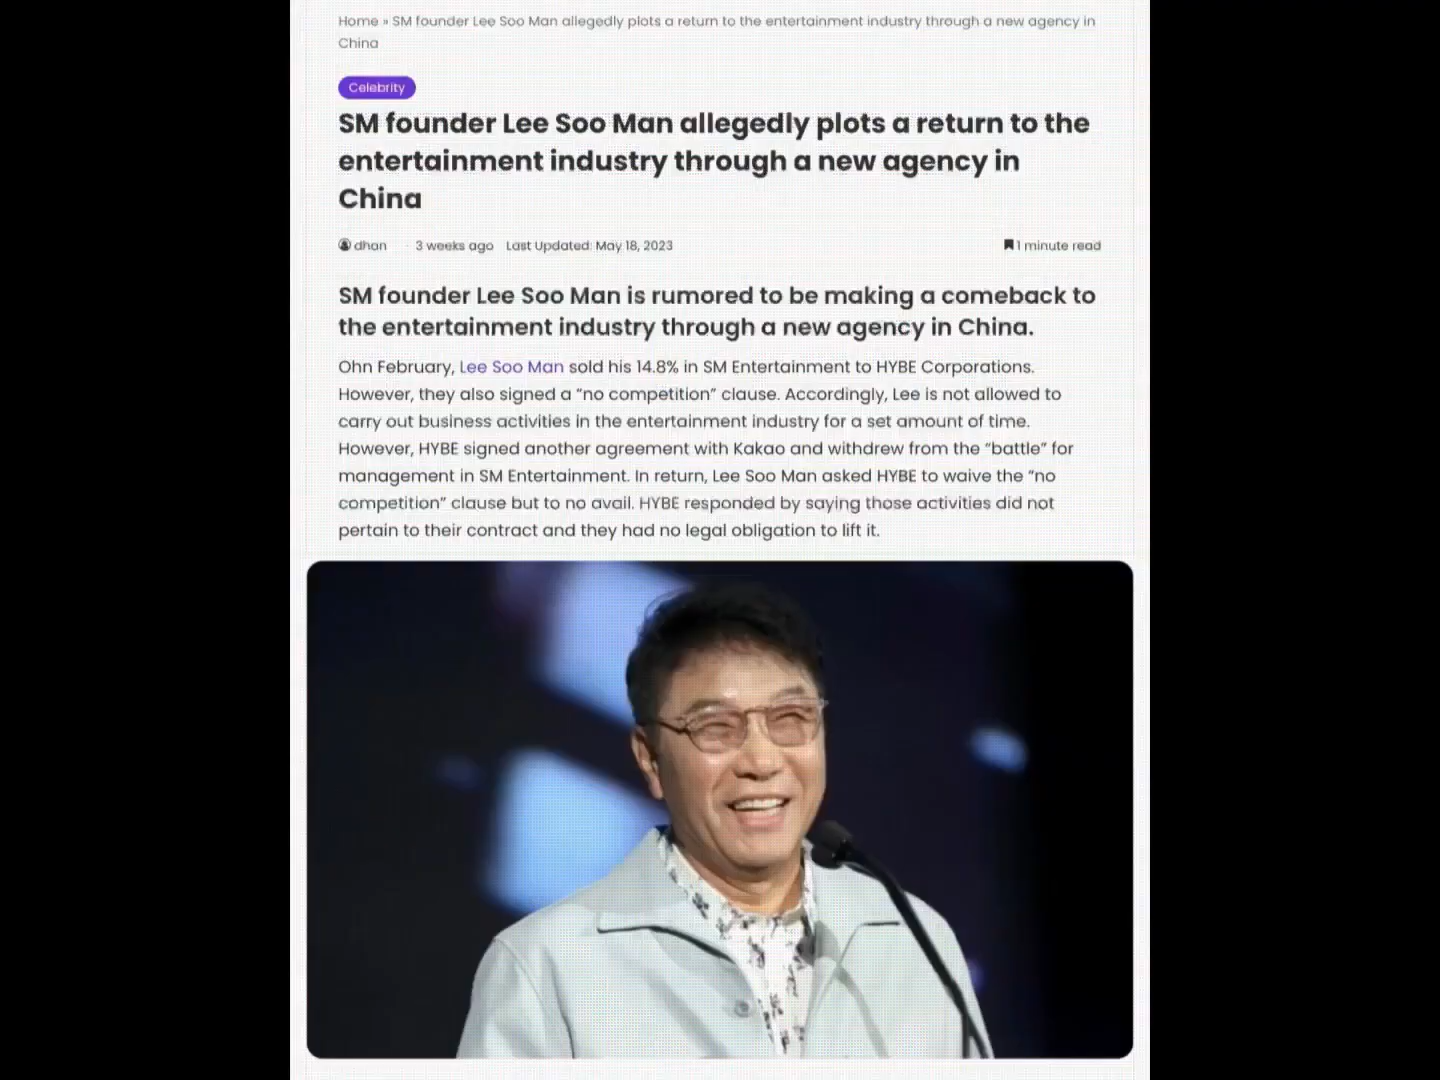 Home » SM founder Lee Soo Man allegedly plots a return to the entertainment industry through a new agency in
China
Celebrity
SM founder Lee Soo Man allegedly plots a return to the
entertainment industry through a new agency in
China
dhan · 3 weeks ago Last Updated: May 18, 2023 1 minute read
SM founder Lee Soo Man is rumored to be making a comeback to
the entertainment industry through a new agency in China.
Ohn February, Lee Soo Man sold his 14.8% in SM Entertainment to HYBE Corporations.
However, they also signed a “no competition” clause. Accordingly, Lee is not allowed to
carry out business activities in the entertainment industry for a set amount of time.
However, HYBE signed another agreement with Kakao and withdrew from the “battle” for
management in SM Entertainment. In return, Lee Soo Man asked HYBE to waive the “no
competition” clause but to no avail. HYBE responded by saying those activities did not
pertain to their contract and they had no legal obligation to lift it.